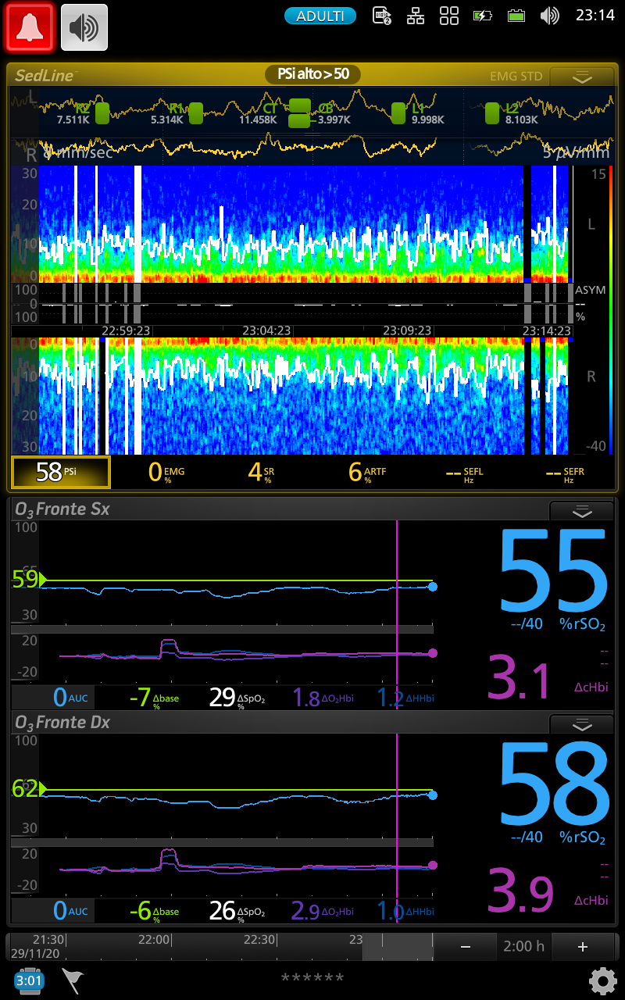 ADULTI
23:14
SedLine
PSi alto > 50
EMG STD
L
R2
7.511K
R1
5.314K
CT
11.458K
CB
3.997K
L1
9.998K
L2
8.103K
R
8 mm/sec
5 µV/mm
30
20
10
0
15
L
100
0
100
ASYM
--
%
22:59:23
23:04:23
23:09:23
23:14:23
0
10
20
30
R
-40
58 PSi
0 EMG %
4 SR %
6 ARTF %
-- SEFL Hz
-- SEFR Hz
O3 Fronte Sx
100
65
30
59
55
--/40 %rSO2
20
-20
3.1
--
--
ΔcHbi
0 AUC
-7 Δbase %
29 ΔSpO2
1.8 ΔO2Hbi
1.2 ΔHHbi
O3 Fronte Dx
100
65
30
62
58
--/40 %rSO2
20
-20
3.9
--
--
ΔcHbi
0 AUC
-6 Δbase %
26 ΔSpO2
2.9 ΔO2Hbi
1.0 ΔHHbi
21:30
22:00
22:30
23
29/11/20
−
2:00 h
+
3:01
******